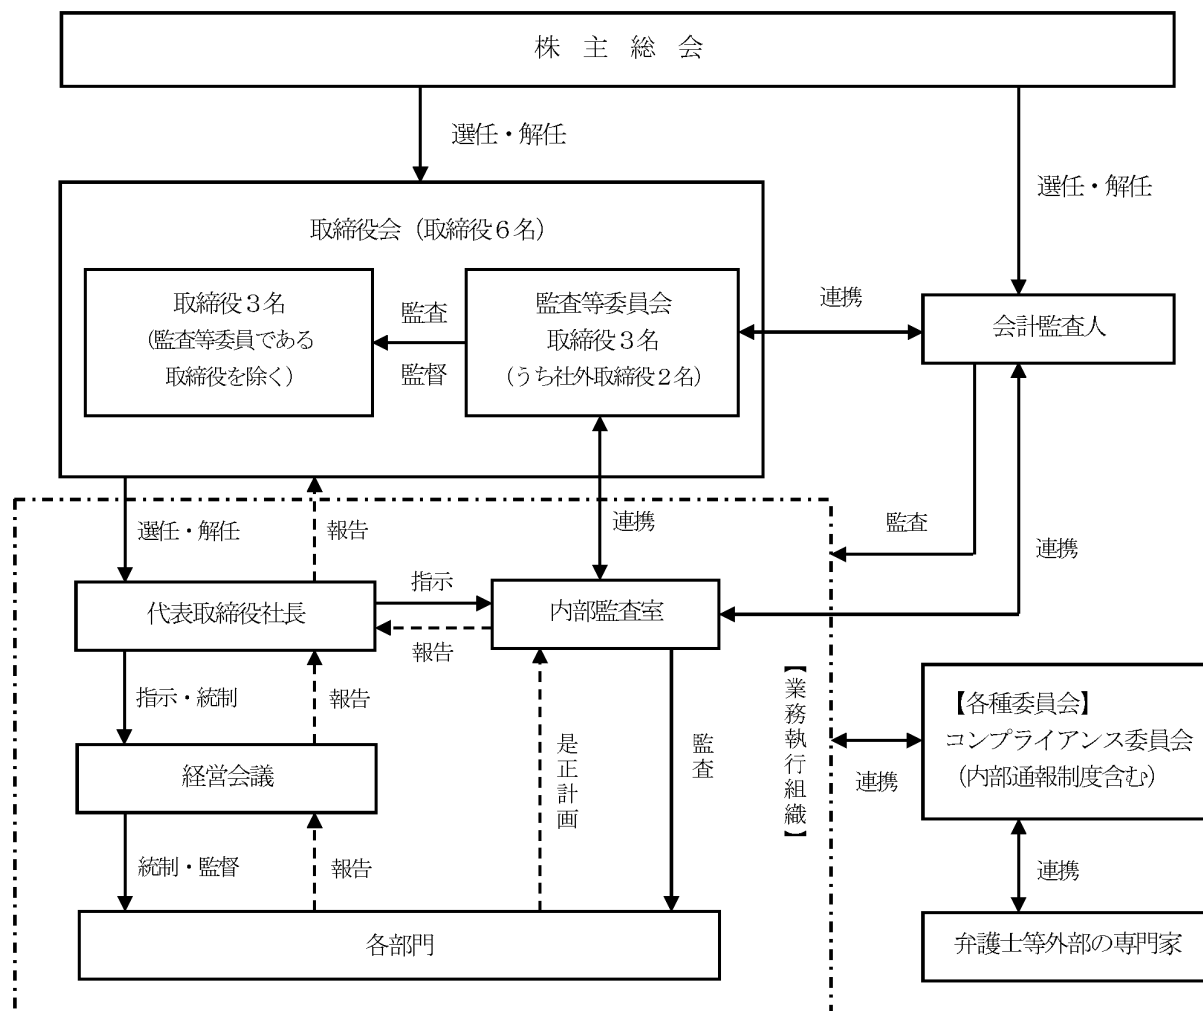 株 主 総 会
選任・解任
選任・解任
取締役会（取締役６名）
取締役３名
(監査等委員である
取締役を除く）
監査
監督
監査等委員会
取締役３名
(うち社外取締役２名)
連携
会計監査人
選任・解任
報告
連携
監査
連携
代表取締役社長
指示
報告
内部監査室
指示・統制
報告
是正計画
監査
【業務執行組織】
連携
【各種委員会】
コンプライアンス委員会
（内部通報制度含む）
経営会議
統制・監督
報告
連携
各部門
弁護士等外部の専門家